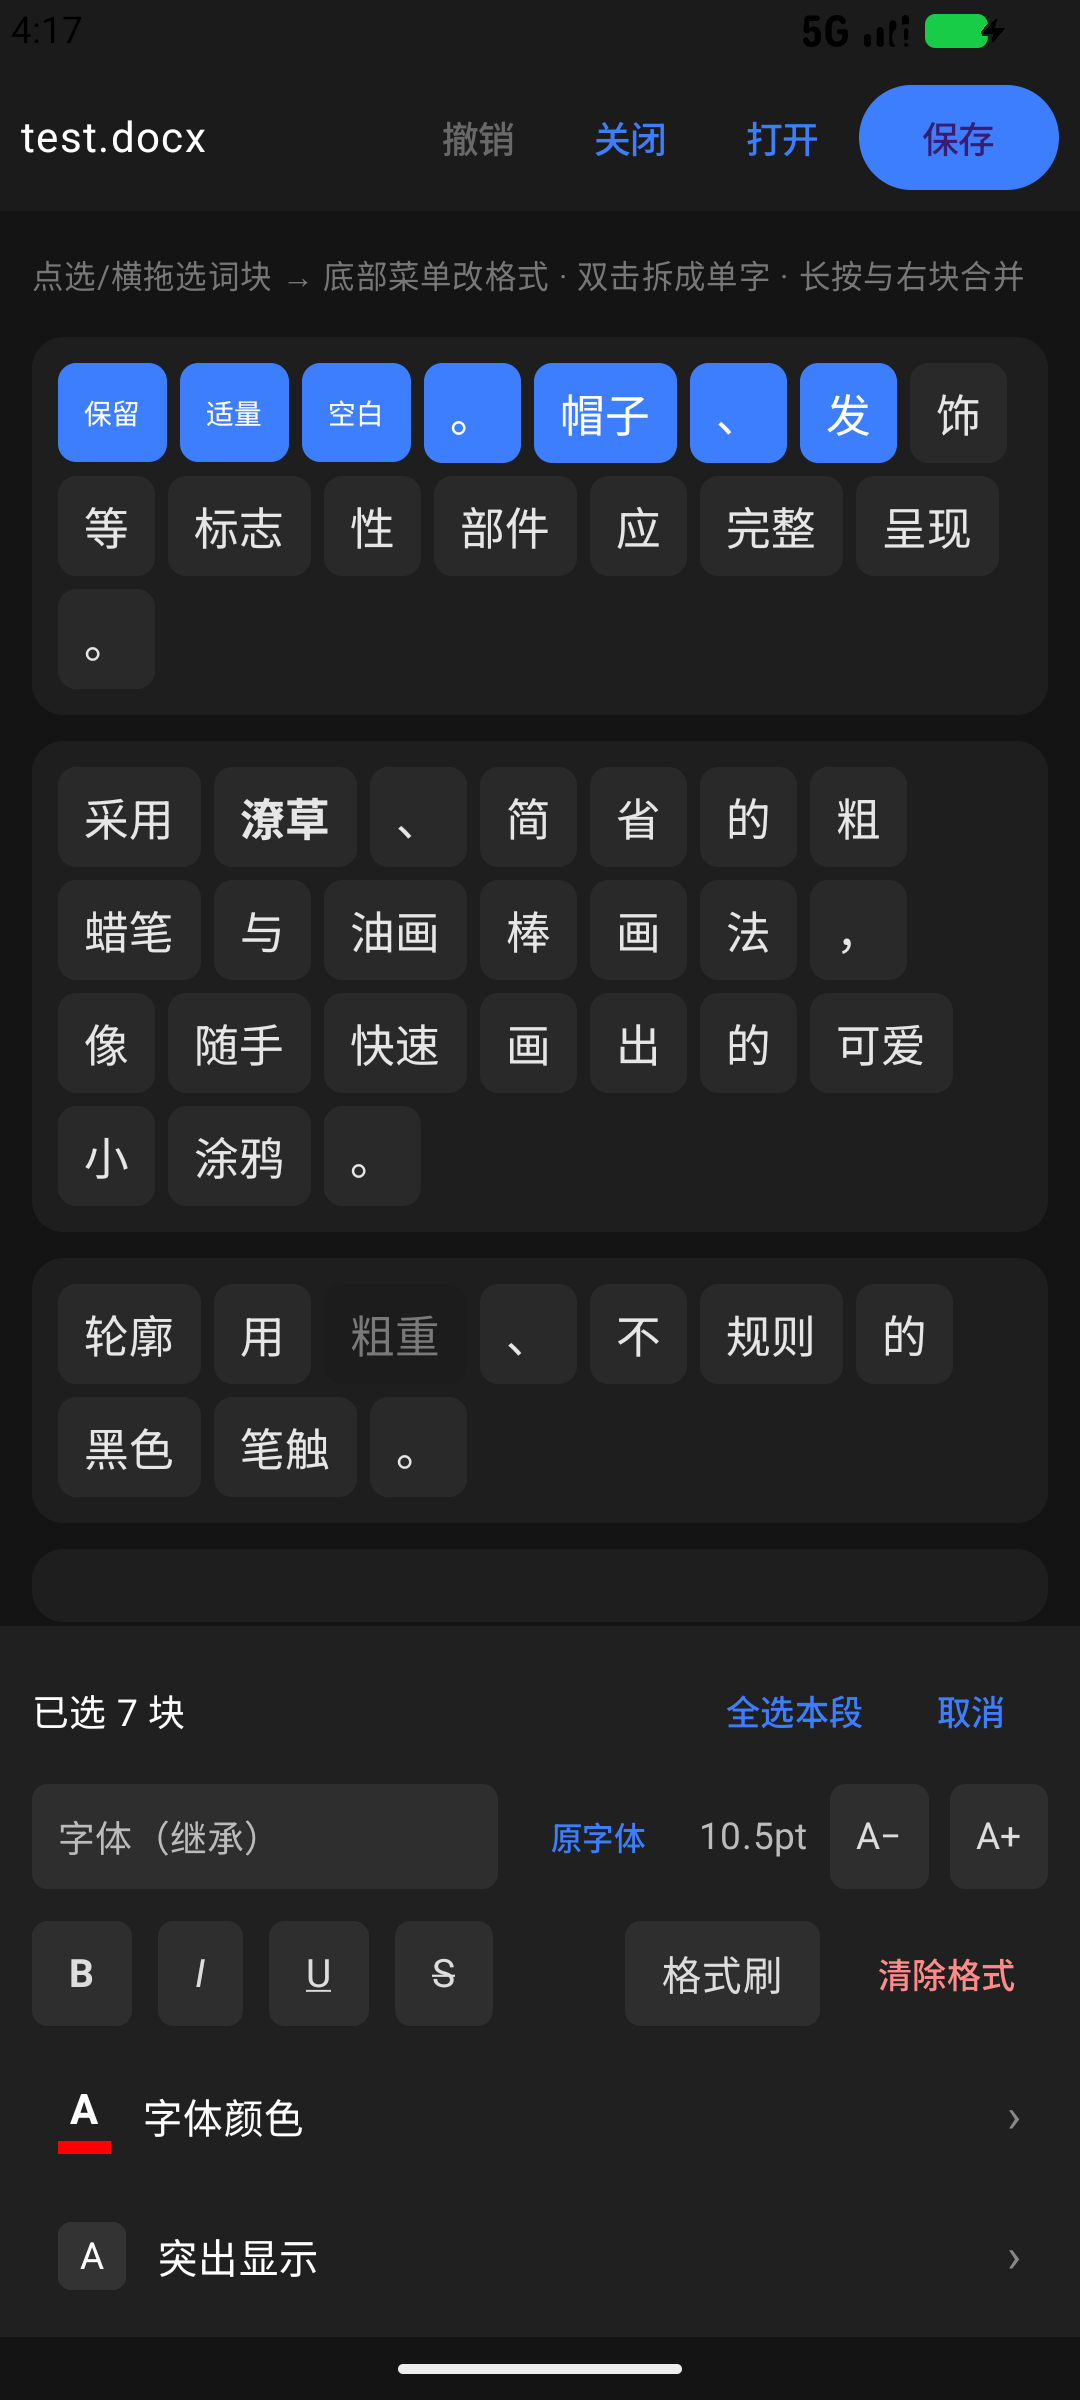 4:17 5G
test.docx 撤销 关闭 打开 保存
点选/横拖选词块 → 底部菜单改格式 · 双击拆成单字 · 长按与右块合并
保留 适量 空白 。 帽子 、 发 饰
等 标志 性 部件 应 完整 呈现
。
采用 潦草 、 简 省 的 粗
蜡笔 与 油画 棒 画 法 ，
像 随手 快速 画 出 的 可爱
小 涂鸦 。
轮廓 用 粗重 、 不 规则 的
黑色 笔触 。
已选 7 块 全选本段 取消
字体（继承） 原字体 10.5pt A− A+
B I U S 格式刷 清除格式
A 字体颜色 ›
A 突出显示 ›